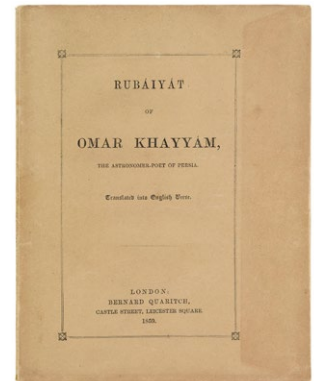 RUBÁIYÁT
OF
OMAR KHAYYÁM,
THE ASTRONOMER-POET OF PERSIA.
Translated into English Verse.
LONDON:
BERNARD QUARITCH,
CASTLE STREET, LEICESTER SQUARE.
1859.